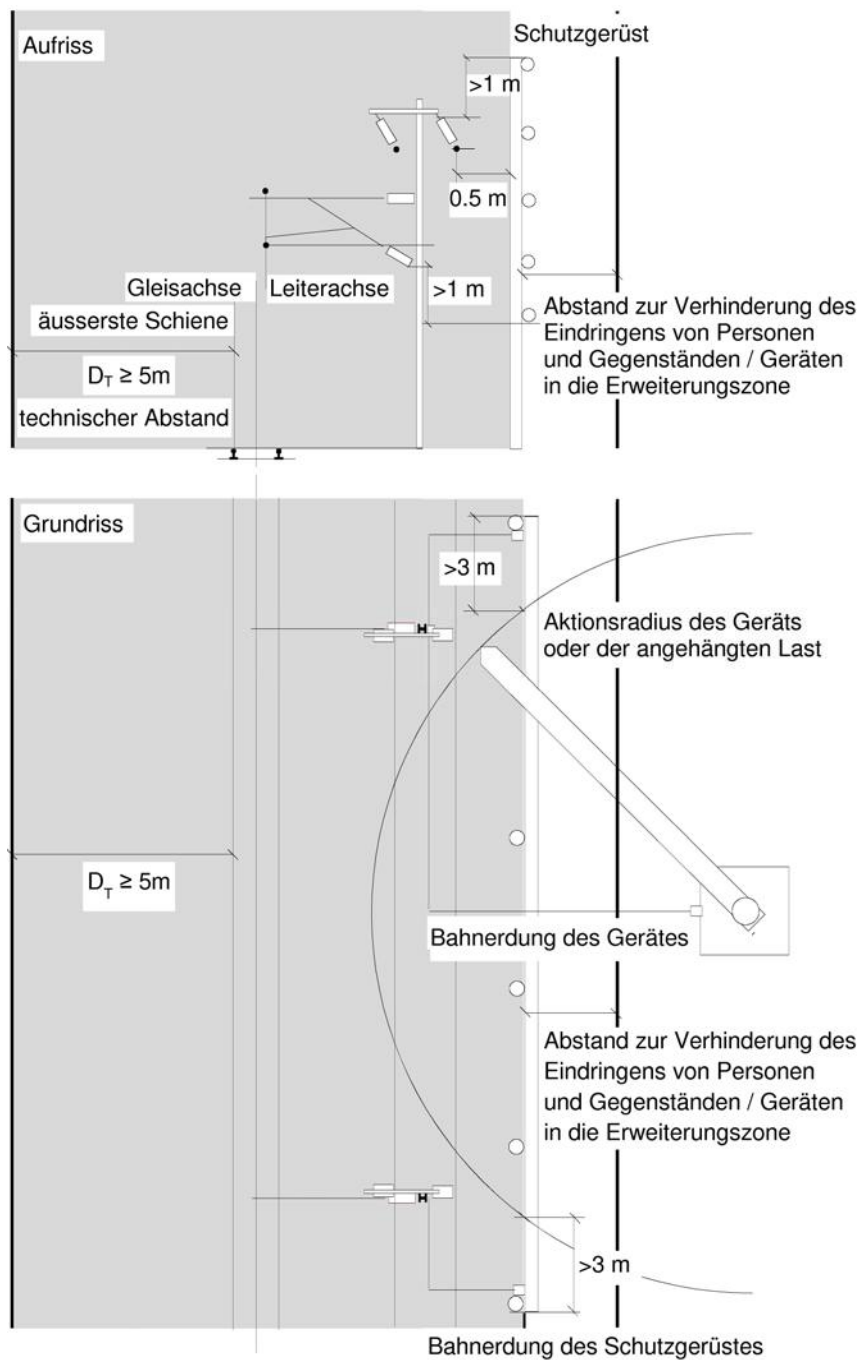 Aufriss
Schutzgerüst
>1 m
0.5 m
Gleisachse
Leiterachse
>1 m
äusserste Schiene
D_T ≥ 5m
technischer Abstand
Abstand zur Verhinderung des
Eindringens von Personen
und Gegenständen / Geräten
in die Erweiterungszone
Grundriss
>3 m
Aktionsradius des Geräts
oder der angehängten Last
D_T ≥ 5m
Bahnerdung des Gerätes
Abstand zur Verhinderung des
Eindringens von Personen
und Gegenständen / Geräten
in die Erweiterungszone
>3 m
Bahnerdung des Schutzgerüstes